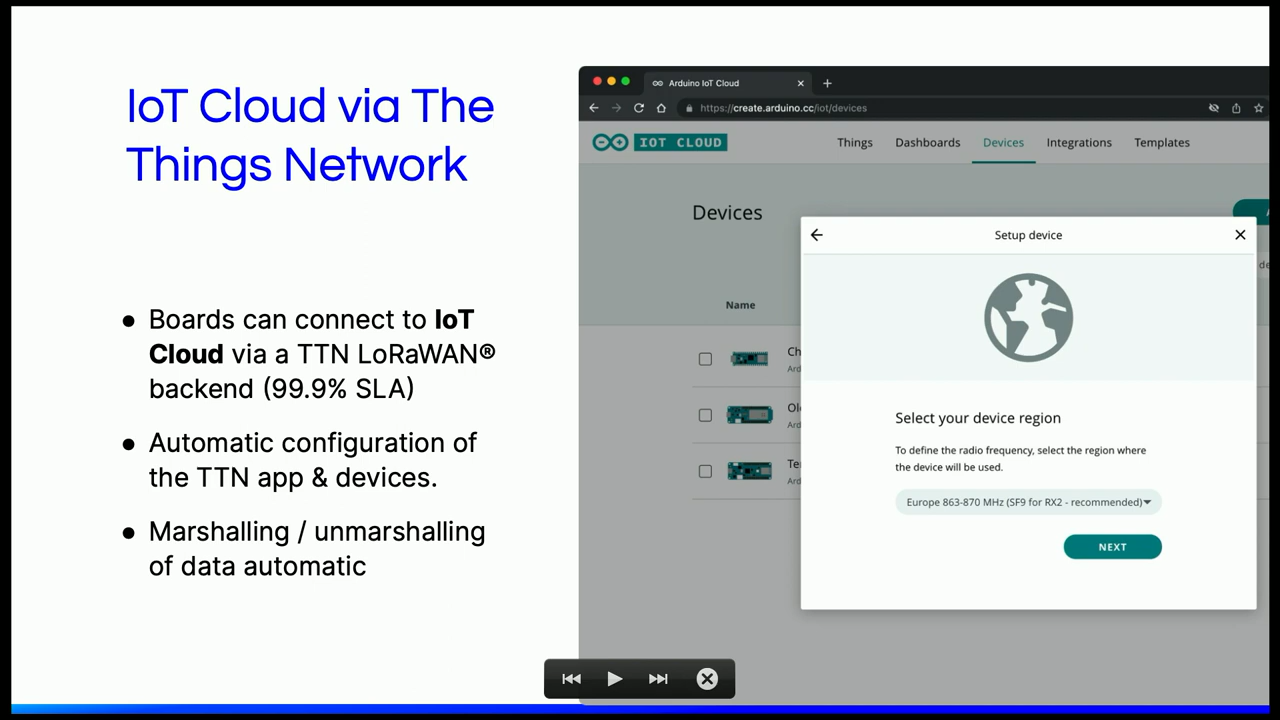 IoT Cloud via The
Things Network
● Boards can connect to IoT
Cloud via a TTN LoRaWAN®
backend (99.9% SLA)
● Automatic configuration of
the TTN app & devices.
● Marshalling / unmarshalling
of data automatic
Arduino IoT Cloud
https://create.arduino.cc/iot/devices
IOT CLOUD
Things Dashboards Devices Integrations Templates
Devices
Setup device
Name
Select your device region
To define the radio frequency, select the region where
the device will be used.
Europe 863-870 MHz (SF9 for RX2 - recommended)
NEXT